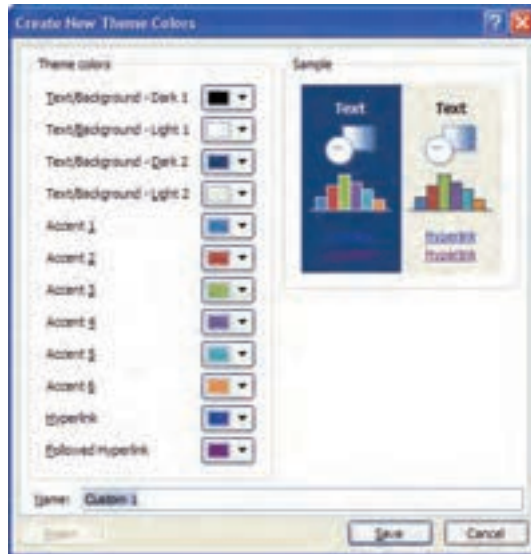 Create New Theme Colors
Theme colors
Text/Background - Dark 1
Text/Background - Light 1
Text/Background - Dark 2
Text/Background - Light 2
Accent 1
Accent 2
Accent 3
Accent 4
Accent 5
Accent 6
Hyperlink
Followed Hyperlink
Sample
Text Text
Hyperlink
Hyperlink
Name: Custom 1
Save Cancel